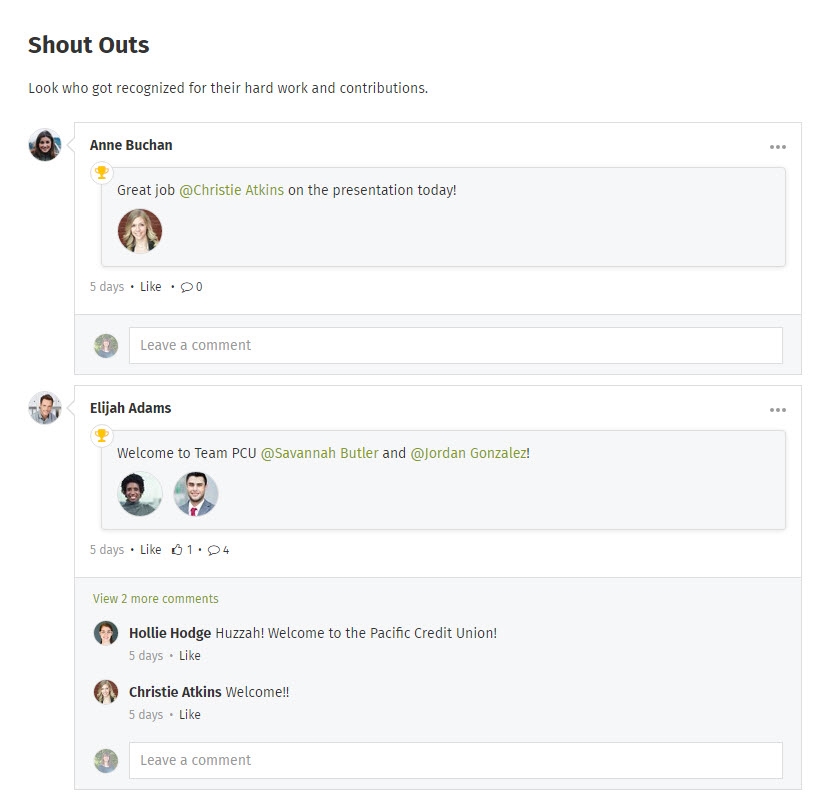 Shout Outs
Look who got recognized for their hard work and contributions.
Anne Buchan
Great job @Christie Atkins on the presentation today!
5 days • Like • 0
Leave a comment
Elijah Adams
Welcome to Team PCU @Savannah Butler and @Jordan Gonzalez!
5 days • Like 1 • 4
View 2 more comments
Hollie Hodge Huzzah! Welcome to the Pacific Credit Union!
5 days • Like
Christie Atkins Welcome!!
5 days • Like
Leave a comment